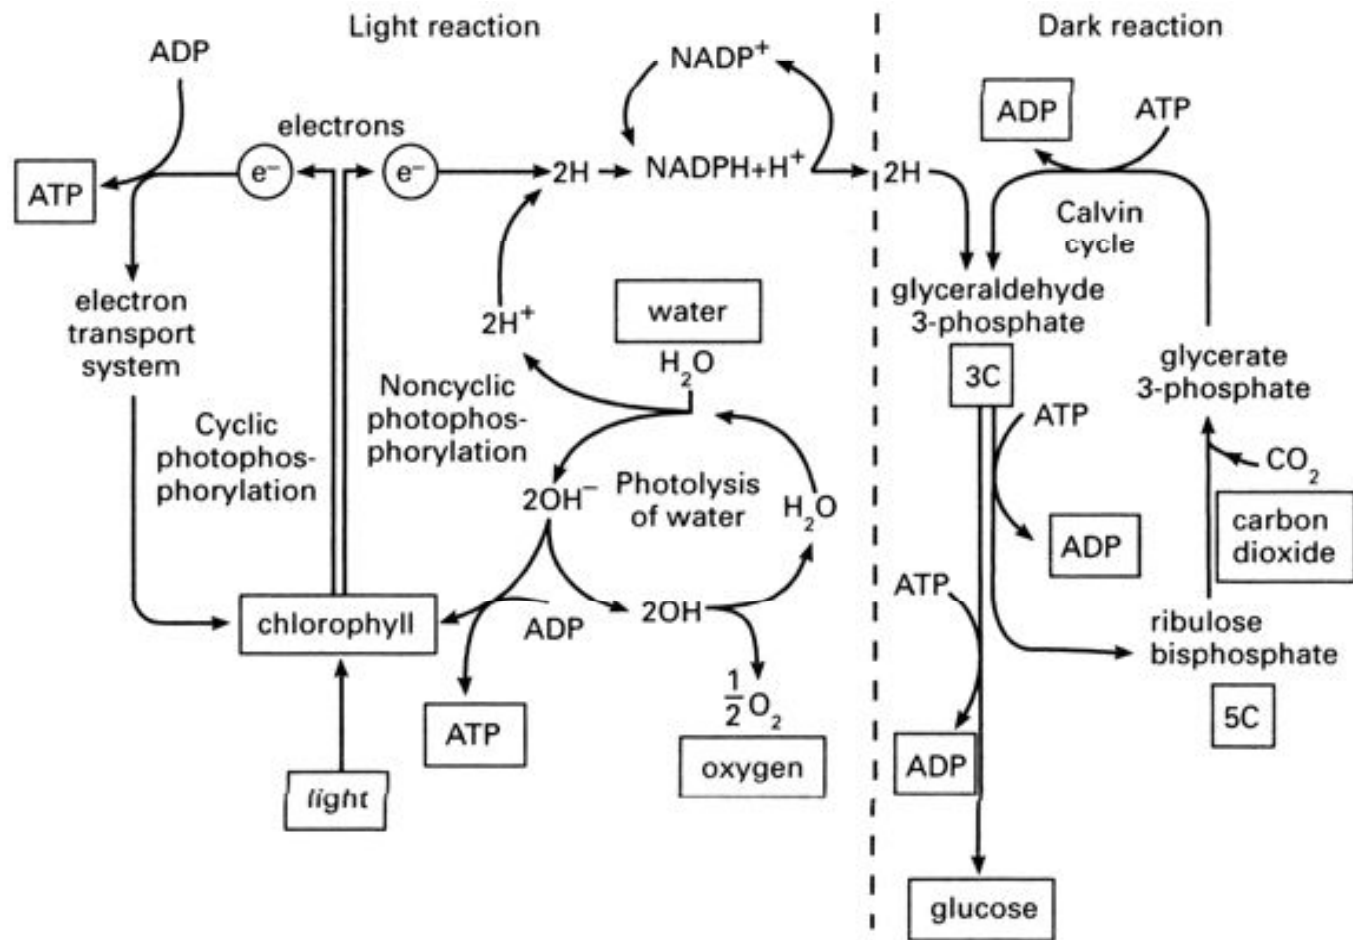 Light reaction
Dark reaction
ADP
NADP⁺
ADP
ATP
electrons
ATP
e⁻
e⁻
2H
NADPH+H⁺
2H
Calvin
cycle
electron
transport
system
2H⁺
water
H₂O
glyceraldehyde
3-phosphate
3C
glycerate
3-phosphate
Cyclic
photophos-
phorylation
Noncyclic
photophos-
phorylation
ATP
CO₂
carbon
dioxide
2OH⁻
Photolysis
of water
H₂O
ADP
chlorophyll
ADP
2OH
ATP
ribulose
bisphosphate
5C
ATP
1/2 O₂
oxygen
ADP
light
glucose